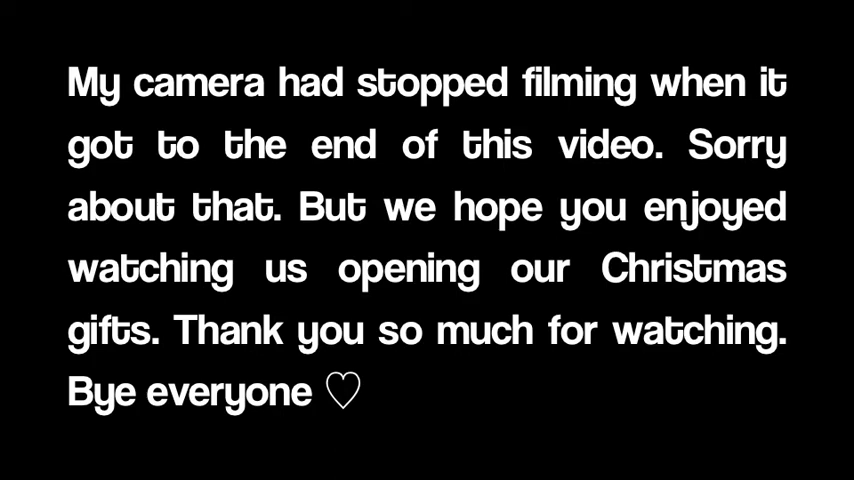 My camera had stopped filming when it
got to the end of this video. Sorry
about that. But we hope you enjoyed
watching us opening our Christmas
gifts. Thank you so much for watching.
Bye everyone ♡